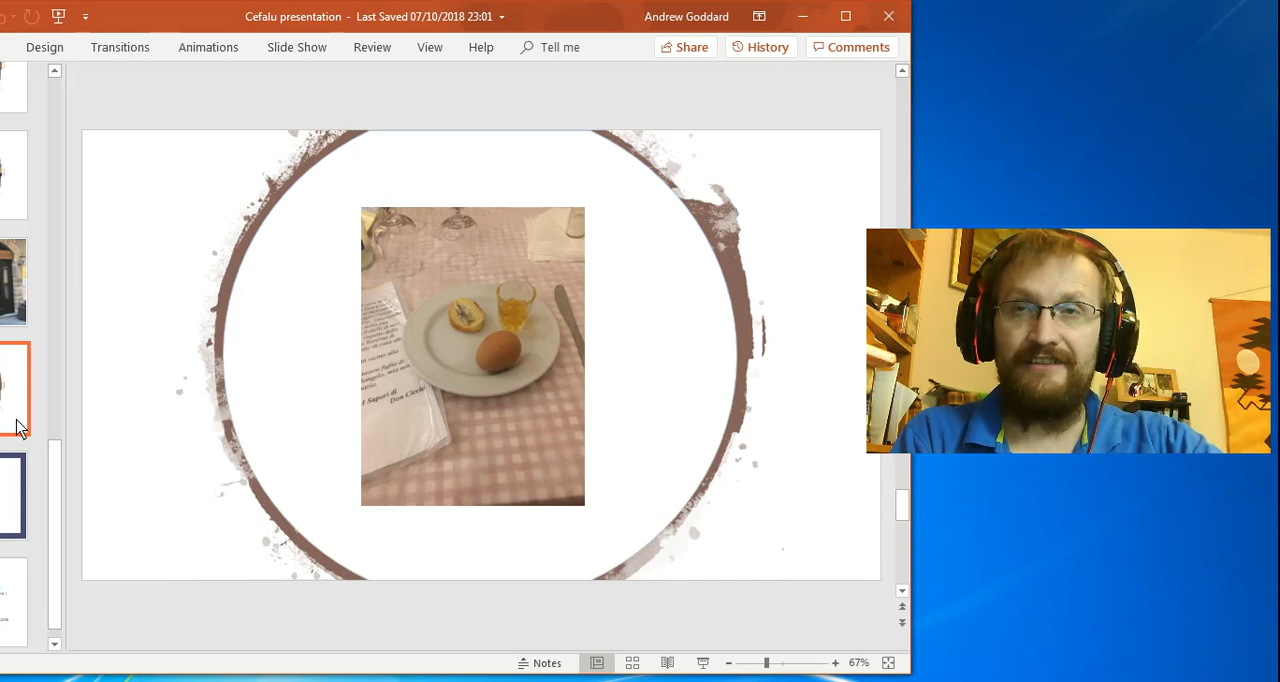 Cefalu presentation - Last Saved 07/10/2018 23:01
Andrew Goddard
Design Transitions Animations Slide Show Review View Help Tell me
Share History Comments
I Sapori di
Don Ciccio
Notes
67%